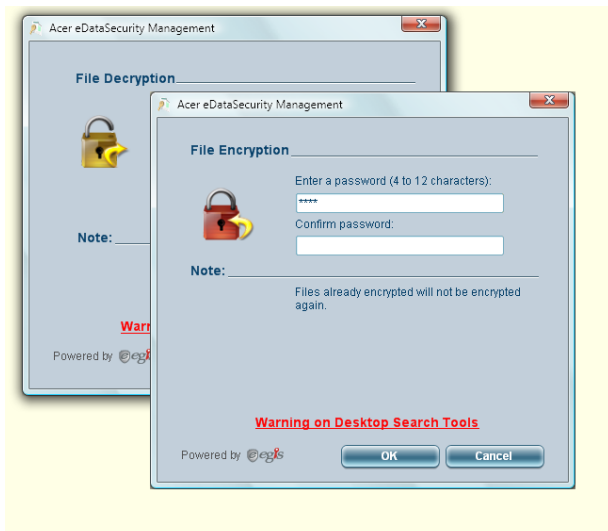 Acer eDataSecurity Management
File Decryption
Note:
Warn
Powered by egis
Acer eDataSecurity Management
File Encryption
Enter a password (4 to 12 characters):
****
Confirm password:
Note:
Files already encrypted will not be encrypted
again.
Warning on Desktop Search Tools
Powered by egis
OK Cancel